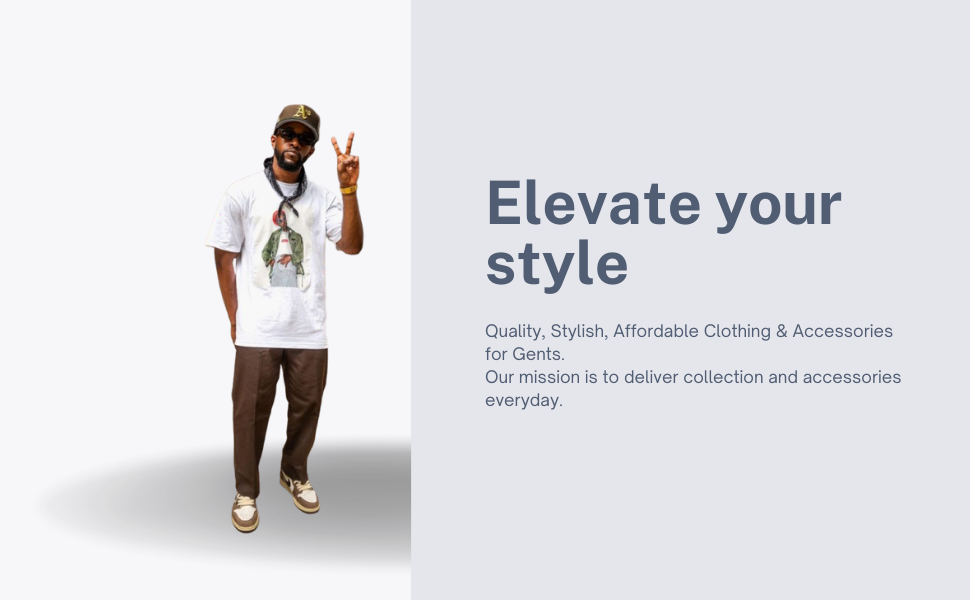 A's
Elevate your
style
Quality, Stylish, Affordable Clothing & Accessories
for Gents.
Our mission is to deliver collection and accessories
everyday.